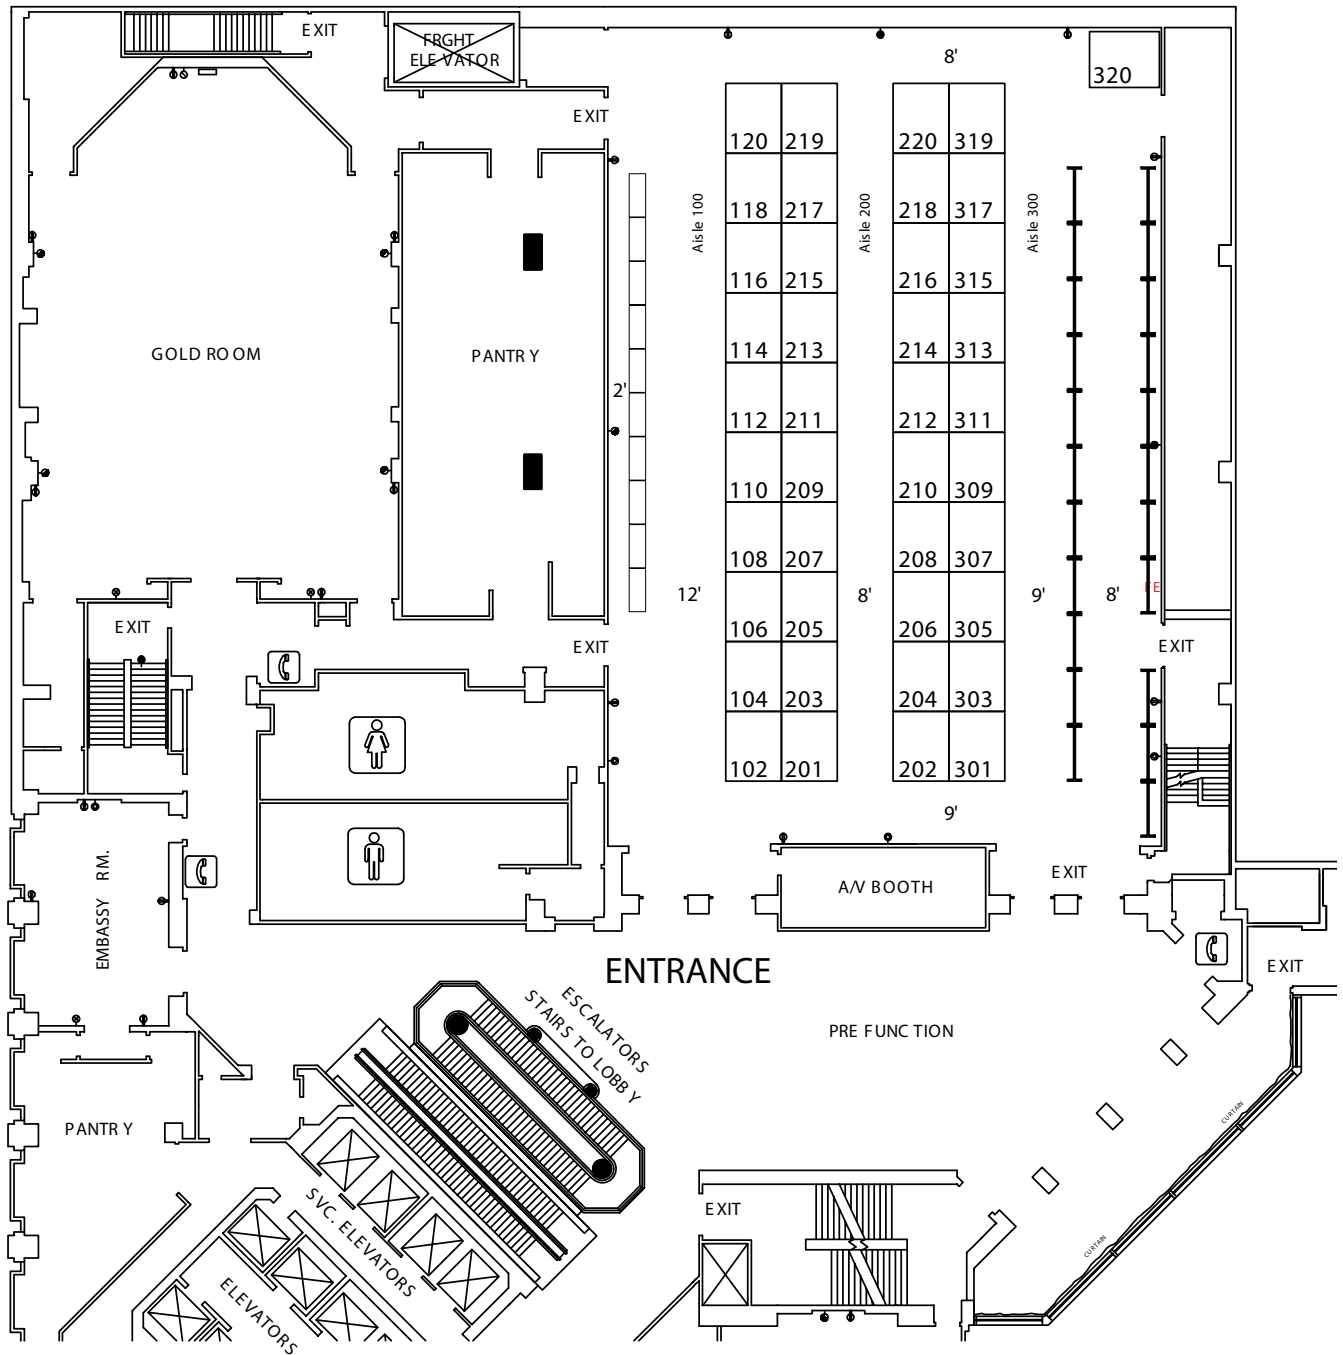 EXIT
FRGHT
ELEVATOR
8'
320
EXIT
120 219 220 319
118 217 218 317
Aisle 100
Aisle 200
Aisle 300
116 215 216 315
GOLD ROOM
PANTRY
114 213 214 313
2'
112 211 212 311
110 209 210 309
108 207 208 307
12'
8'
9'
8'
FE
EXIT
106 205 206 305
EXIT
EXIT
104 203 204 303
102 201 202 301
9'
EMBASSY RM.
A/V BOOTH
EXIT
ENTRANCE
EXIT
ESCALATORS
STAIRS TO LOBBY
PRE FUNCTION
PANTRY
CURTAIN
SVC. ELEVATORS
EXIT
CURTAIN
ELEVATORS